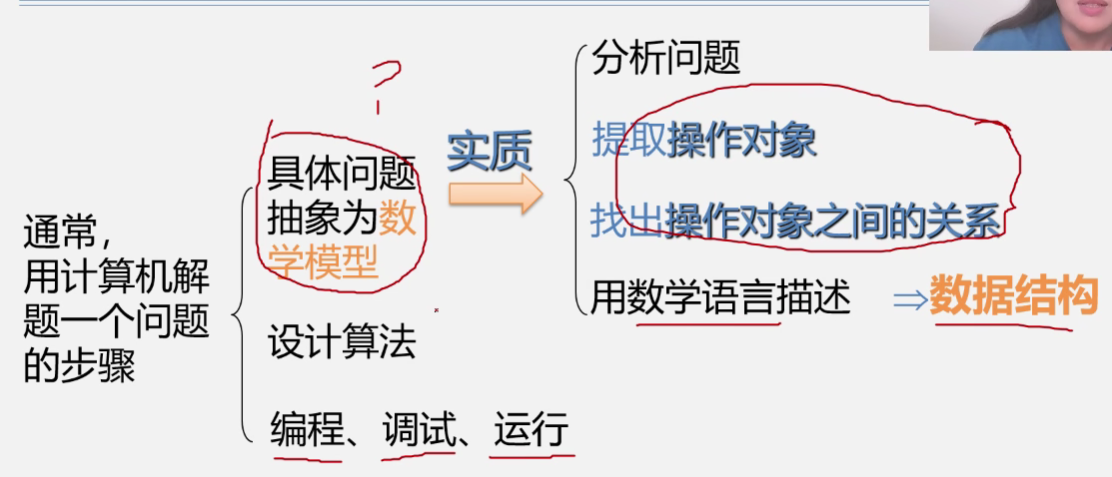 通常，
用计算机解
题一个问题
的步骤
具体问题
抽象为数
学模型
设计算法
编程、调试、运行
?
实质
分析问题
提取操作对象
找出操作对象之间的关系
用数学语言描述 ⇒数据结构